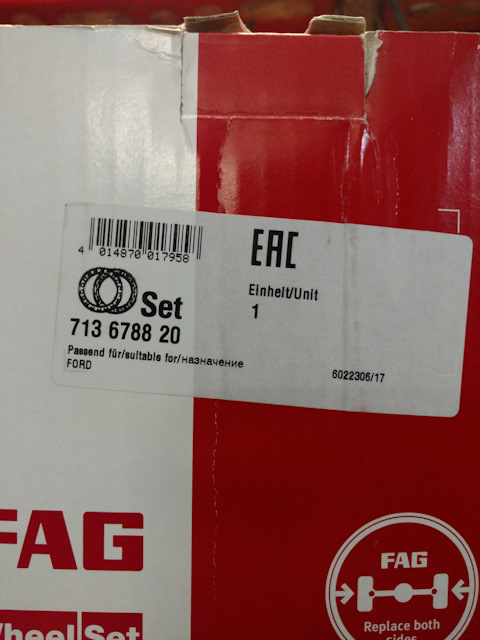 4 014870 017958
EAC
Set
Einheit/Unit
1
713 6788 20
Passend für/suitable for/назначение
FORD
6022306/17
FAG
Wheel Set
FAG
Replace both
sides